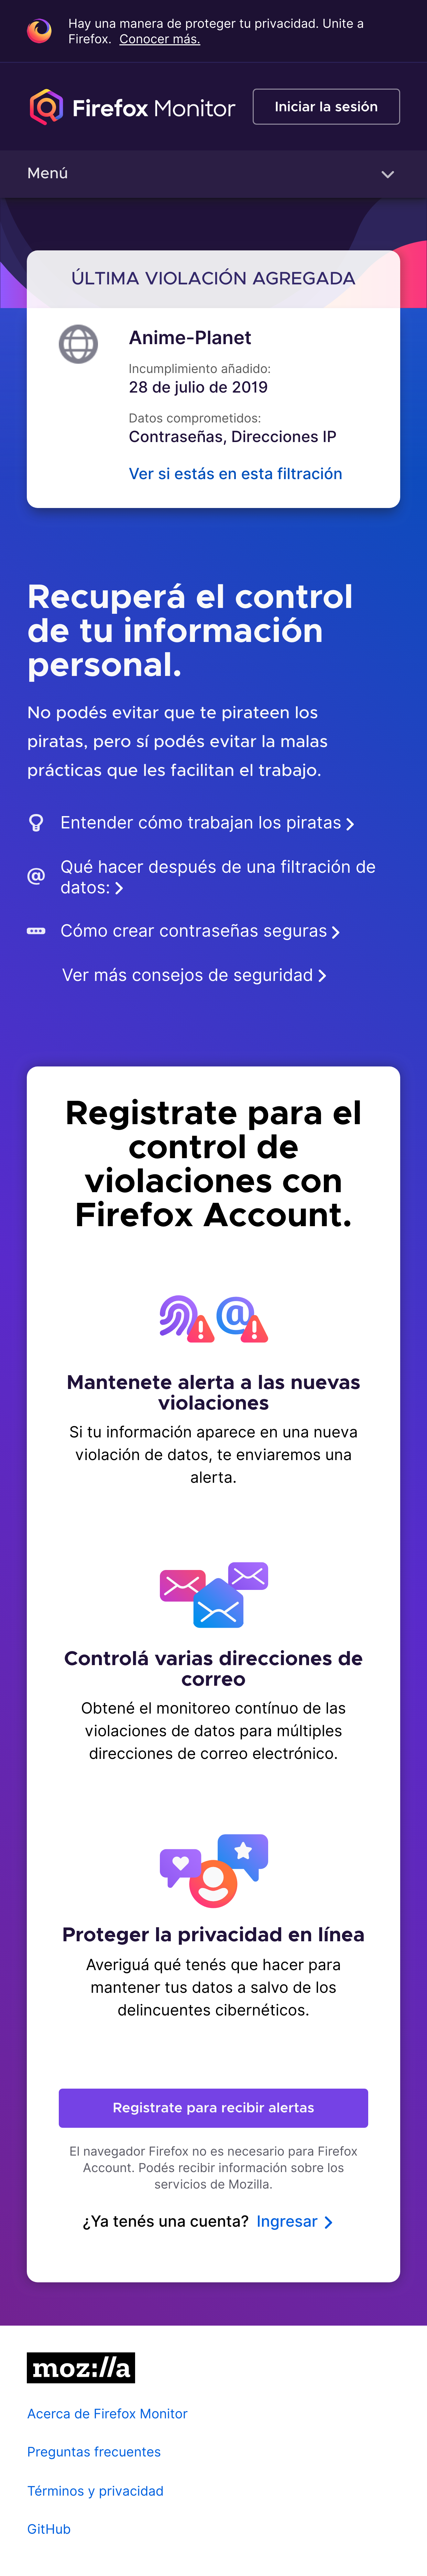 Hay una manera de proteger tu privacidad. Unite a
Firefox. Conocer más.
Firefox Monitor
Iniciar la sesión
Menú
ÚLTIMA VIOLACIÓN AGREGADA
Anime-Planet
Incumplimiento añadido:
28 de julio de 2019
Datos comprometidos:
Contraseñas, Direcciones IP
Ver si estás en esta filtración
Recuperá el control
de tu información
personal.
No podés evitar que te pirateen los
piratas, pero sí podés evitar la malas
prácticas que les facilitan el trabajo.
Entender cómo trabajan los piratas
Qué hacer después de una filtración de
datos:
Cómo crear contraseñas seguras
Ver más consejos de seguridad
Registrate para el
control de
violaciones con
Firefox Account.
Mantenete alerta a las nuevas
violaciones
Si tu información aparece en una nueva
violación de datos, te enviaremos una
alerta.
Controlá varias direcciones de
correo
Obtené el monitoreo contínuo de las
violaciones de datos para múltiples
direcciones de correo electrónico.
Proteger la privacidad en línea
Averiguá qué tenés que hacer para
mantener tus datos a salvo de los
delincuentes cibernéticos.
Registrate para recibir alertas
El navegador Firefox no es necesario para Firefox
Account. Podés recibir información sobre los
servicios de Mozilla.
¿Ya tenés una cuenta? Ingresar
moz://a
Acerca de Firefox Monitor
Preguntas frecuentes
Términos y privacidad
GitHub